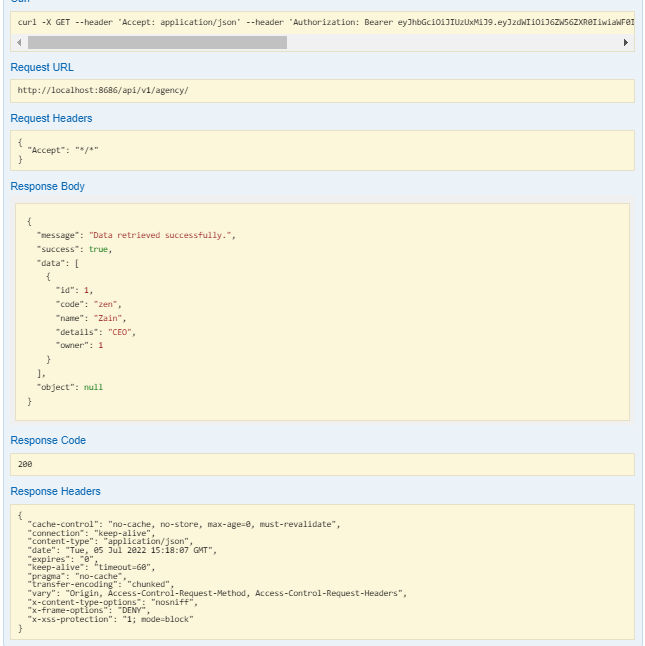 Curl
curl -X GET --header 'Accept: application/json' --header 'Authorization: Bearer
Request URL
http://localhost:8686/api/v1/agency/
Request Headers
{
"Accept": "*/*"
}
Response Body
{
"message": "Data retrieved successfully.",
"success": true,
"data": [
{
"id": 1,
"code": "zen",
"name": "Zain",
"details": "CEO",
"owner": 1
}
],
"object": null
}
Response Code
200
Response Headers
{
"cache-control": "no-cache, no-store, max-age=0, must-revalidate",
"connection": "keep-alive",
"content-type": "application/json",
"date": "Tue, 05 Jul 2022 15:18:07 GMT",
"expires": "0",
"keep-alive": "timeout=60",
"pragma": "no-cache",
"transfer-encoding": "chunked",
"vary": "Origin, Access-Control-Request-Method, Access-Control-Request-Headers",
"x-content-type-options": "nosniff",
"x-frame-options": "DENY",
"x-xss-protection": "1; mode=block"
}